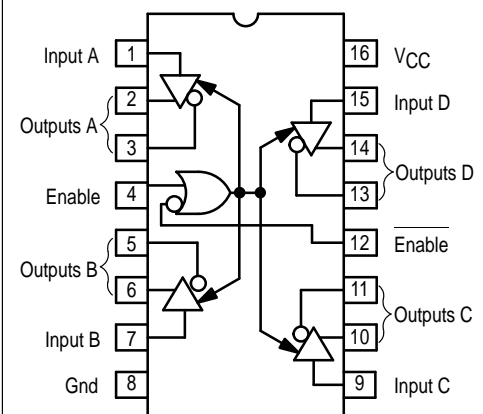 Input A 1
2
Outputs A
3
Enable 4
5
Outputs B
6
Input B 7
Gnd 8
16 VCC
15 Input D
14
Outputs D
13
12 Enable
11
Outputs C
10
9 Input C